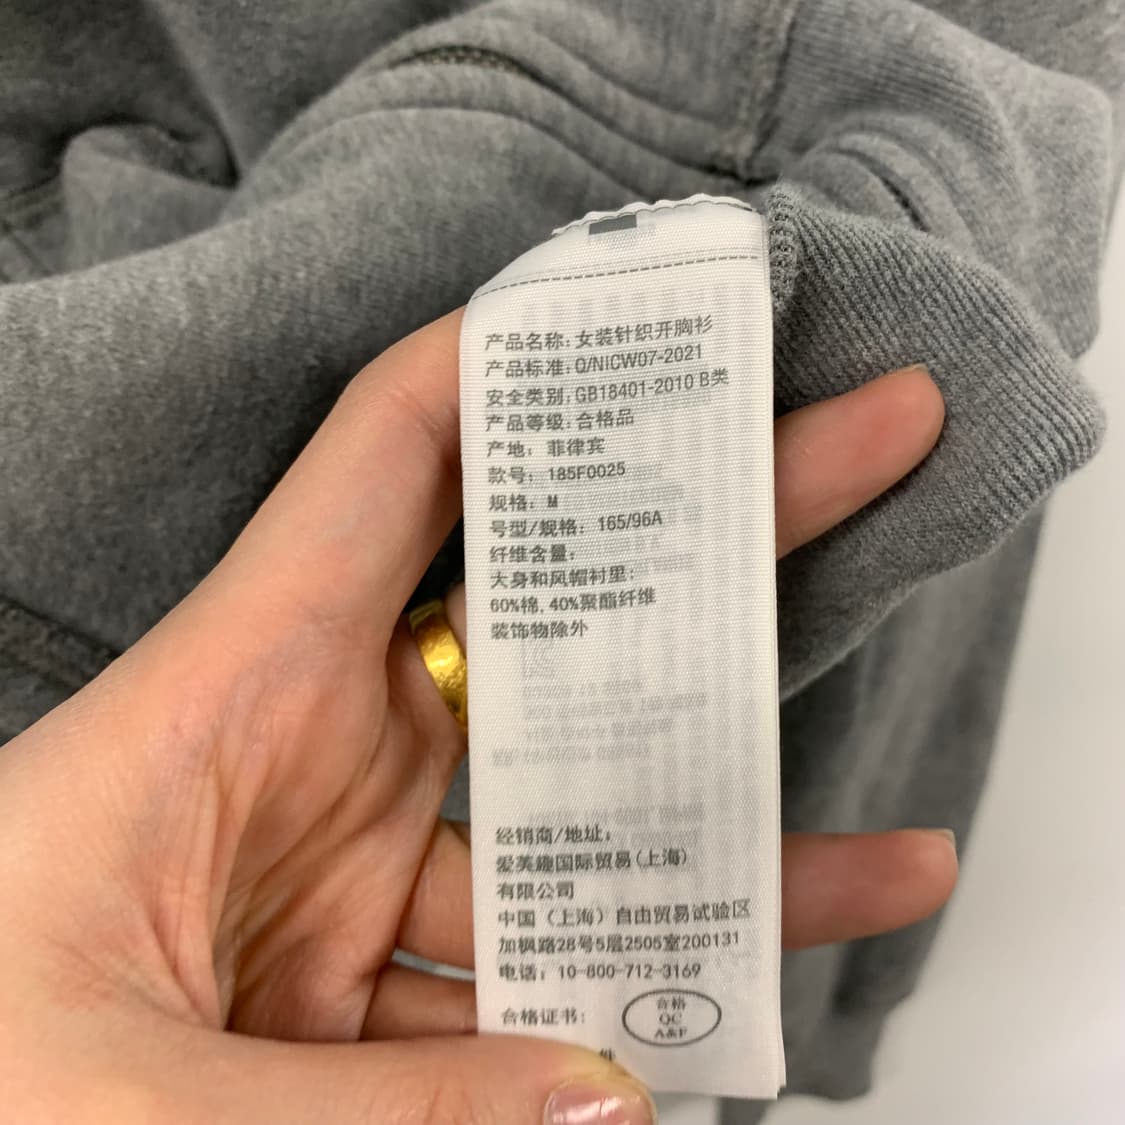 产品名称: 女装针织开胸衫
产品标准: Q/NICW07-2021
安全类别: GB18401-2010 B类
产品等级: 合格品
产地: 菲律宾
款号: 185F0025
规格: M
号型/规格: 165/96A
纤维含量:
大身和风帽衬里:
60%棉, 40%聚酯纤维
装饰物除外
经销商/地址:
爱芙趣国际贸易(上海)
有限公司
中国 (上海) 自由贸易试验区
加枫路28号5层2505室200131
电话: 10-800-712-3169
合格证书:
合格
QC
A&F
件